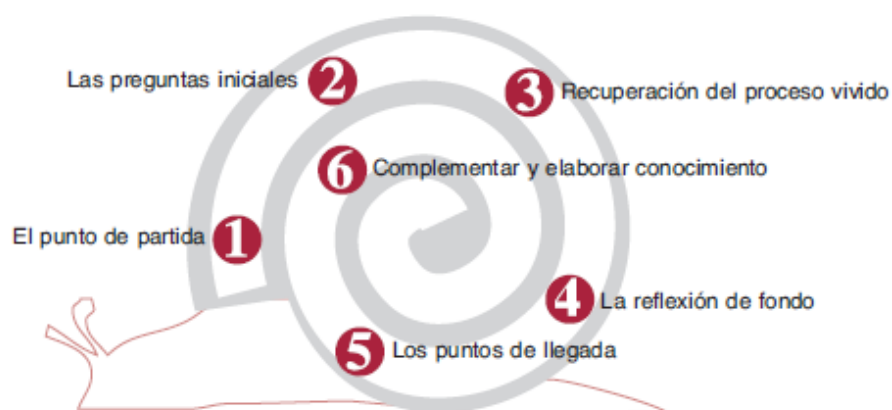 1 El punto de partida
2 Las preguntas iniciales
3 Recuperación del proceso vivido
4 La reflexión de fondo
5 Los puntos de llegada
6 Complementar y elaborar conocimiento